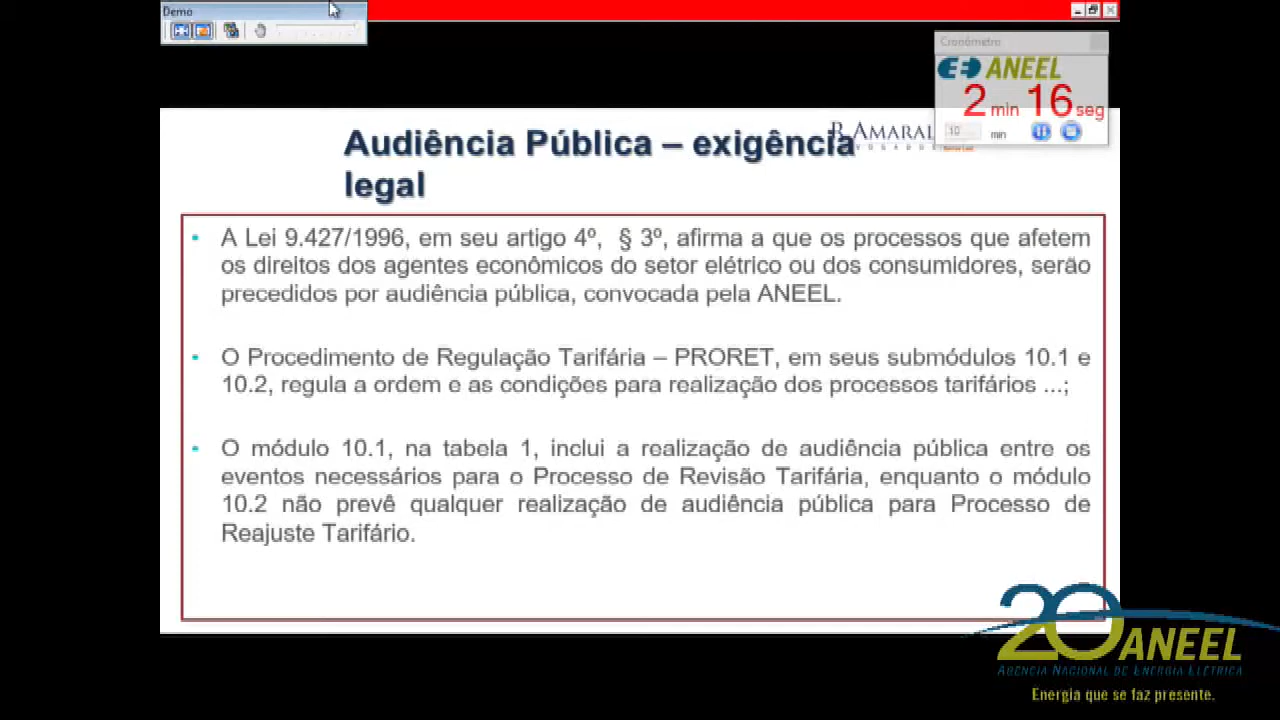 Demo
Cronômetro
ANEEL
2 min 16 seg
10 min
R AMARAL
Audiência Pública – exigência
legal
• A Lei 9.427/1996, em seu artigo 4º, § 3º, afirma a que os processos que afetem
os direitos dos agentes econômicos do setor elétrico ou dos consumidores, serão
precedidos por audiência pública, convocada pela ANEEL.
• O Procedimento de Regulação Tarifária – PRORET, em seus submódulos 10.1 e
10.2, regula a ordem e as condições para realização dos processos tarifários ...;
• O módulo 10.1, na tabela 1, inclui a realização de audiência pública entre os
eventos necessários para o Processo de Revisão Tarifária, enquanto o módulo
10.2 não prevê qualquer realização de audiência pública para Processo de
Reajuste Tarifário.
20 ANEEL
AGÊNCIA NACIONAL DE ENERGIA ELÉTRICA
Energia que se faz presente.